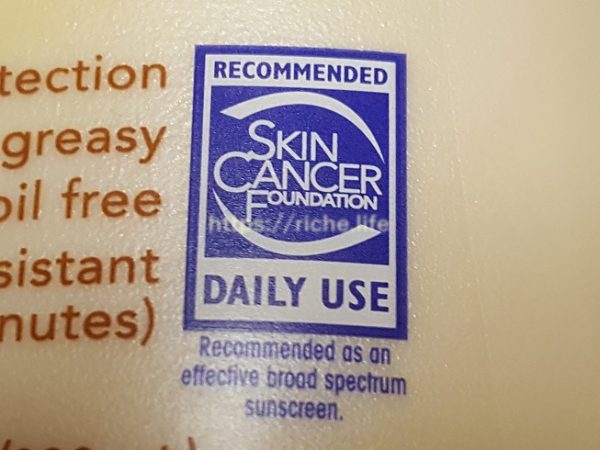 tection
greasy
oil free
sistant
nutes)
RECOMMENDED
SKIN
CANCER
FOUNDATION
https://riche.life
DAILY USE
Recommended as an
effective broad spectrum
sunscreen.